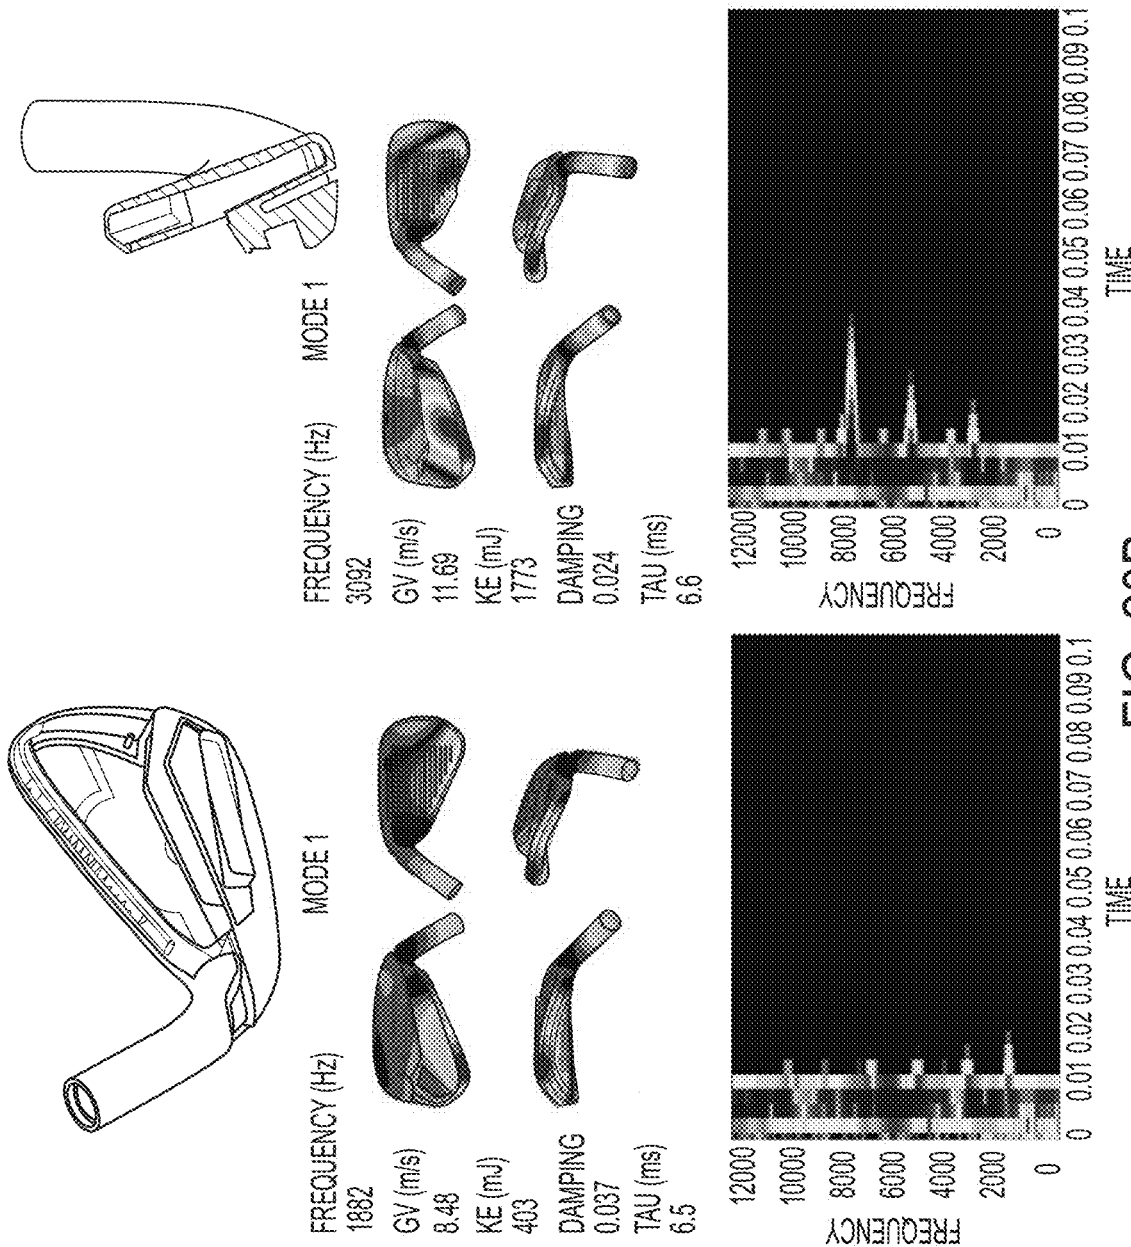 FREQUENCY (Hz)
1882
MODE 1
GV (m/s)
8.48
KE (mJ)
403
DAMPING
0.037
TAU (ms)
6.5
FREQUENCY
12000
10000
8000
6000
4000
2000
0
0 0.01 0.02 0.03 0.04 0.05 0.06 0.07 0.08 0.09 0.1
TIME
FREQUENCY (Hz)
3092
MODE 1
GV (m/s)
11.69
KE (mJ)
1773
DAMPING
0.024
TAU (ms)
6.6
FREQUENCY
12000
10000
8000
6000
4000
2000
0
0 0.01 0.02 0.03 0.04 0.05 0.06 0.07 0.08 0.09 0.1
TIME
FIG.